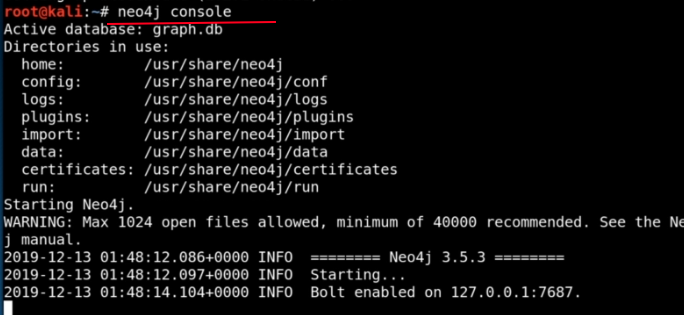 root@kali:~# neo4j console
Active database: graph.db
Directories in use:
  home:         /usr/share/neo4j
  config:       /usr/share/neo4j/conf
  logs:         /usr/share/neo4j/logs
  plugins:      /usr/share/neo4j/plugins
  import:       /usr/share/neo4j/import
  data:         /usr/share/neo4j/data
  certificates: /usr/share/neo4j/certificates
  run:          /usr/share/neo4j/run
Starting Neo4j.
WARNING: Max 1024 open files allowed, minimum of 40000 recommended. See the Ne
j manual.
2019-12-13 01:48:12.086+0000 INFO  ======== Neo4j 3.5.3 ========
2019-12-13 01:48:12.097+0000 INFO  Starting...
2019-12-13 01:48:14.104+0000 INFO  Bolt enabled on 127.0.0.1:7687.